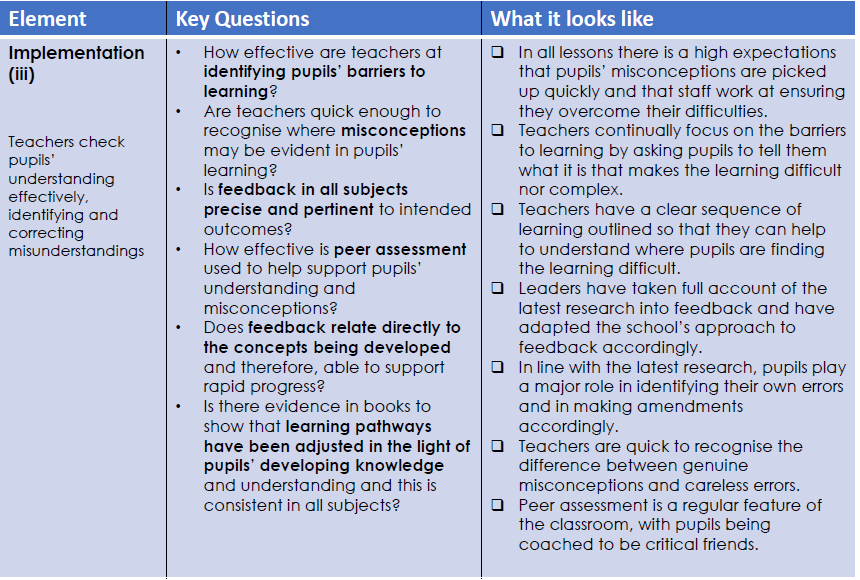 Element
Key Questions
What it looks like
Implementation
(iii)
Teachers check
pupils'
understanding
effectively,
identifying and
correcting
misunderstandings
• How effective are teachers at
identifying pupils' barriers to
learning?
• Are teachers quick enough to
recognise where misconceptions
may be evident in pupils'
learning?
• Is feedback in all subjects
precise and pertinent to intended
outcomes?
• How effective is peer assessment
used to help support pupils'
understanding and
misconceptions?
• Does feedback relate directly to
the concepts being developed
and therefore, able to support
rapid progress?
• Is there evidence in books to
show that learning pathways
have been adjusted in the light of
pupils' developing knowledge
and understanding and this is
consistent in all subjects?
❑ In all lessons there is a high expectations
that pupils' misconceptions are picked
up quickly and that staff work at ensuring
they overcome their difficulties.
❑ Teachers continually focus on the barriers
to learning by asking pupils to tell them
what it is that makes the learning difficult
nor complex.
❑ Teachers have a clear sequence of
learning outlined so that they can help
to understand where pupils are finding
the learning difficult.
❑ Leaders have taken full account of the
latest research into feedback and have
adapted the school's approach to
feedback accordingly.
❑ In line with the latest research, pupils play
a major role in identifying their own errors
and in making amendments
accordingly.
❑ Teachers are quick to recognise the
difference between genuine
misconceptions and careless errors.
❑ Peer assessment is a regular feature of
the classroom, with pupils being
coached to be critical friends.